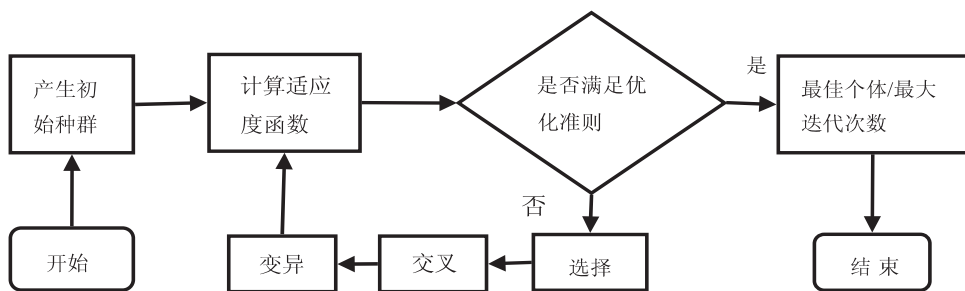 开始
产生初
始种群
计算适应
度函数
是否满足优
化准则
是
最佳个体/最大
迭代次数
结 束
否
选择
交叉
变异